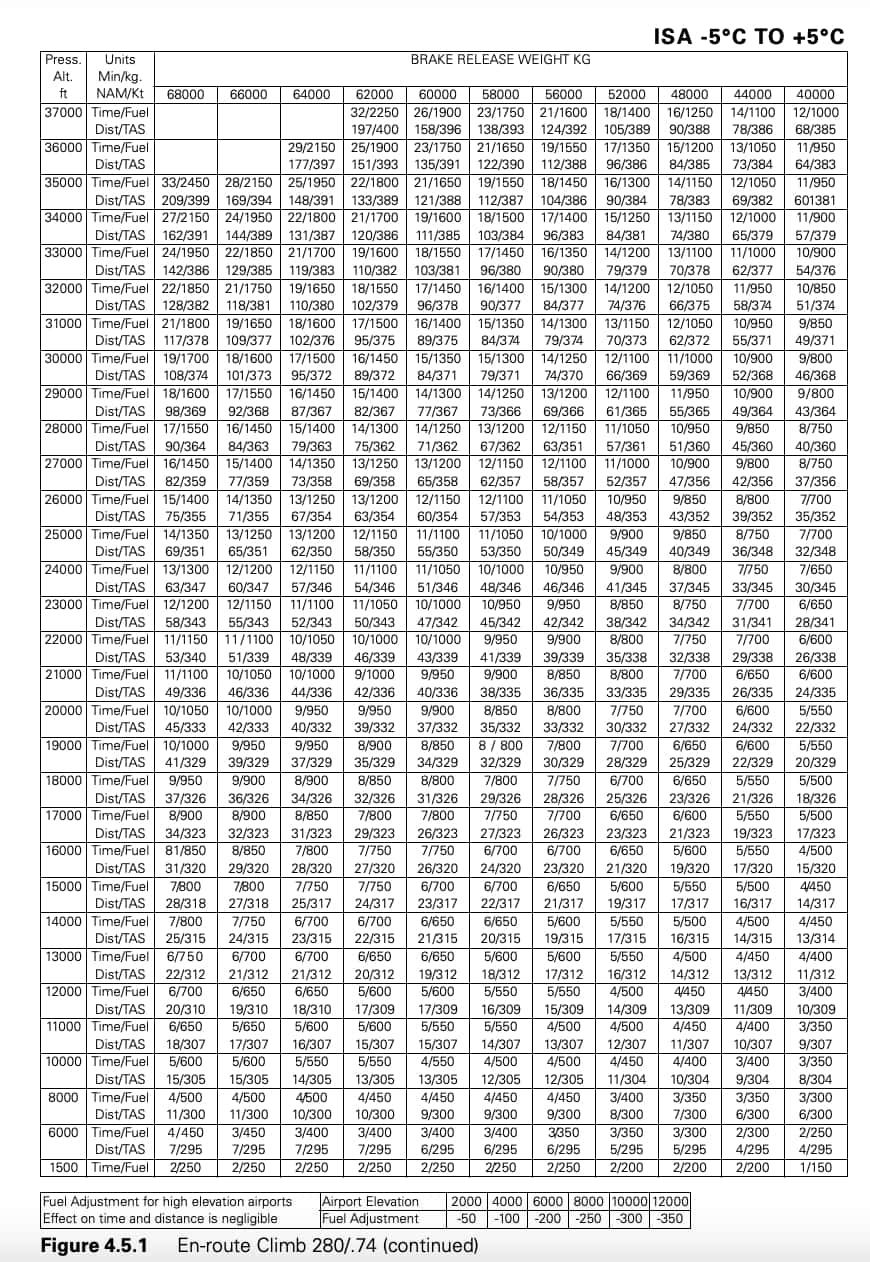 ISA -5°C TO +5°C
Press. Units BRAKE RELEASE WEIGHT KG
Alt. Min/kg.
ft NAM/Kt 68000 66000 64000 62000 60000 58000 56000 52000 48000 44000 40000
37000 Time/Fuel 32/2250 26/1900 23/1750 21/1600 18/1400 16/1250 14/1100 12/1000
Dist/TAS 197/400 158/396 138/393 124/392 105/389 90/388 78/386 68/385
36000 Time/Fuel 29/2150 25/1900 23/1750 21/1650 19/1550 17/1350 15/1200 13/1050 11/950
Dist/TAS 177/397 151/393 135/391 122/390 112/388 96/386 84/385 73/384 64/383
35000 Time/Fuel 33/2450 28/2150 25/1950 22/1800 21/1650 19/1550 18/1450 16/1300 14/1150 12/1050 11/950
Dist/TAS 209/399 169/394 148/391 133/389 121/388 112/387 104/386 90/384 78/383 69/382 601381
34000 Time/Fuel 27/2150 24/1950 22/1800 21/1700 19/1600 18/1500 17/1400 15/1250 13/1150 12/1000 11/900
Dist/TAS 162/391 144/389 131/387 120/386 111/385 103/384 96/383 84/381 74/380 65/379 57/379
33000 Time/Fuel 24/1950 22/1850 21/1700 19/1600 18/1550 17/1450 16/1350 14/1200 13/1100 11/1000 10/900
Dist/TAS 142/386 129/385 119/383 110/382 103/381 96/380 90/380 79/379 70/378 62/377 54/376
32000 Time/Fuel 22/1850 21/1750 19/1650 18/1550 17/1450 16/1400 15/1300 14/1200 12/1050 11/950 10/850
Dist/TAS 128/382 118/381 110/380 102/379 96/378 90/377 84/377 74/376 66/375 58/374 51/374
31000 Time/Fuel 21/1800 19/1650 18/1600 17/1500 16/1400 15/1350 14/1300 13/1150 12/1050 10/950 9/850
Dist/TAS 117/378 109/377 102/376 95/375 89/375 84/374 79/374 70/373 62/372 55/371 49/371
30000 Time/Fuel 19/1700 18/1600 17/1500 16/1450 15/1350 15/1300 14/1250 12/1100 11/1000 10/900 9/800
Dist/TAS 108/374 101/373 95/372 89/372 84/371 79/371 74/370 66/369 59/369 52/368 46/368
29000 Time/Fuel 18/1600 17/1550 16/1450 15/1400 14/1300 14/1250 13/1200 12/1100 11/950 10/900 9/800
Dist/TAS 98/369 92/368 87/367 82/367 77/367 73/366 69/366 61/365 55/365 49/364 43/364
28000 Time/Fuel 17/1550 16/1450 15/1400 14/1300 14/1250 13/1200 12/1150 11/1050 10/950 9/850 8/750
Dist/TAS 90/364 84/363 79/363 75/362 71/362 67/362 63/351 57/361 51/360 45/360 40/360
27000 Time/Fuel 16/1450 15/1400 14/1350 13/1250 13/1200 12/1150 12/1100 11/1000 10/900 9/800 8/750
Dist/TAS 82/359 77/359 73/358 69/358 65/358 62/357 58/357 52/357 47/356 42/356 37/356
26000 Time/Fuel 15/1400 14/1350 13/1250 13/1200 12/1150 12/1100 11/1050 10/950 9/850 8/800 7/700
Dist/TAS 75/355 71/355 67/354 63/354 60/354 57/353 54/353 48/353 43/352 39/352 35/352
25000 Time/Fuel 14/1350 13/1250 13/1200 12/1150 11/1100 11/1050 10/1000 9/900 9/850 8/750 7/700
Dist/TAS 69/351 65/351 62/350 58/350 55/350 53/350 50/349 45/349 40/349 36/348 32/348
24000 Time/Fuel 13/1300 12/1200 12/1150 11/1100 11/1050 10/1000 10/950 9/900 8/800 7/750 7/650
Dist/TAS 63/347 60/347 57/346 54/346 51/346 48/346 46/346 41/345 37/345 33/345 30/345
23000 Time/Fuel 12/1200 12/1150 11/1100 11/1050 10/1000 10/950 9/950 8/850 8/750 7/700 6/650
Dist/TAS 58/343 55/343 52/343 50/343 47/342 45/342 42/342 38/342 34/342 31/341 28/341
22000 Time/Fuel 11/1150 11/1100 10/1050 10/1000 10/1000 9/950 9/900 8/800 7/750 7/700 6/600
Dist/TAS 53/340 51/339 48/339 46/339 43/339 41/339 39/339 35/338 32/338 29/338 26/338
21000 Time/Fuel 11/1100 10/1050 10/1000 9/1000 9/950 9/900 8/850 8/800 7/700 6/650 6/600
Dist/TAS 49/336 46/336 44/336 42/336 40/336 38/335 36/335 33/335 29/335 26/335 24/335
20000 Time/Fuel 10/1050 10/1000 9/950 9/950 9/900 8/850 8/800 7/750 7/700 6/600 5/550
Dist/TAS 45/333 42/333 40/332 39/332 37/332 35/332 33/332 30/332 27/332 24/332 22/332
19000 Time/Fuel 10/1000 9/950 9/950 8/900 8/850 8 / 800 7/800 7/700 6/650 6/600 5/550
Dist/TAS 41/329 39/329 37/329 35/329 34/329 32/329 30/329 28/329 25/329 22/329 20/329
18000 Time/Fuel 9/950 9/900 8/900 8/850 8/800 7/800 7/750 6/700 6/650 5/550 5/500
Dist/TAS 37/326 36/326 34/326 32/326 31/326 29/326 28/326 25/326 23/326 21/326 18/326
17000 Time/Fuel 8/900 8/900 8/850 7/800 7/800 7/750 7/700 6/650 6/600 5/550 5/500
Dist/TAS 34/323 32/323 31/323 29/323 26/323 27/323 26/323 23/323 21/323 19/323 17/323
16000 Time/Fuel 81/850 8/850 7/800 7/750 7/750 6/700 6/700 6/650 5/600 5/550 4/500
Dist/TAS 31/320 29/320 28/320 27/320 26/320 24/320 23/320 21/320 19/320 17/320 15/320
15000 Time/Fuel 7/800 7/800 7/750 7/750 6/700 6/700 6/650 5/600 5/550 5/500 4/450
Dist/TAS 28/318 27/318 25/317 24/317 23/317 22/317 21/317 19/317 17/317 16/317 14/317
14000 Time/Fuel 7/800 7/750 6/700 6/700 6/650 6/650 5/600 5/550 5/500 4/500 4/450
Dist/TAS 25/315 24/315 23/315 22/315 21/315 20/315 19/315 17/315 16/315 14/315 13/314
13000 Time/Fuel 6/750 6/700 6/700 6/650 6/650 5/600 5/600 5/550 4/500 4/450 4/400
Dist/TAS 22/312 21/312 21/312 20/312 19/312 18/312 17/312 16/312 14/312 13/312 11/312
12000 Time/Fuel 6/700 6/650 6/650 5/600 5/600 5/550 5/550 4/500 4/450 4/450 3/400
Dist/TAS 20/310 19/310 18/310 17/309 17/309 16/309 15/309 14/309 13/309 11/309 10/309
11000 Time/Fuel 6/650 5/650 5/600 5/600 5/550 5/550 4/500 4/500 4/450 4/400 3/350
Dist/TAS 18/307 17/307 16/307 15/307 15/307 14/307 13/307 12/307 11/307 10/307 9/307
10000 Time/Fuel 5/600 5/600 5/550 5/550 4/550 4/500 4/500 4/450 4/400 3/400 3/350
Dist/TAS 15/305 15/305 14/305 13/305 13/305 12/305 12/305 11/304 10/304 9/304 8/304
8000 Time/Fuel 4/500 4/500 4/500 4/450 4/450 4/450 4/450 3/400 3/350 3/350 3/300
Dist/TAS 11/300 11/300 10/300 10/300 9/300 9/300 9/300 8/300 7/300 6/300 6/300
6000 Time/Fuel 4/450 3/450 3/400 3/400 3/400 3/400 3/350 3/350 3/300 2/300 2/250
Dist/TAS 7/295 7/295 7/295 7/295 6/295 6/295 6/295 5/295 5/295 4/295 4/295
1500 Time/Fuel 2/250 2/250 2/250 2/250 2/250 2/250 2/250 2/200 2/200 2/200 1/150
Fuel Adjustment for high elevation airports Airport Elevation 2000 4000 6000 8000 10000 12000
Effect on time and distance is negligible Fuel Adjustment -50 -100 -200 -250 -300 -350
Figure 4.5.1 En-route Climb 280/.74 (continued)